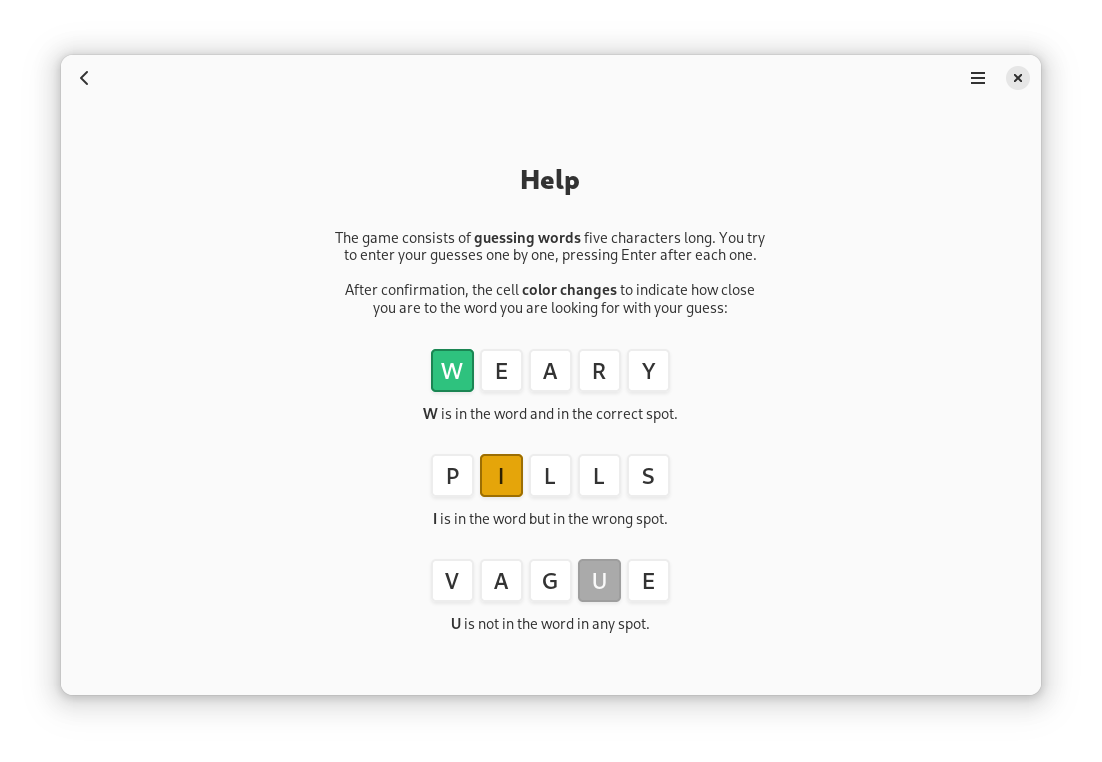 Help
The game consists of guessing words five characters long. You try
to enter your guesses one by one, pressing Enter after each one.
After confirmation, the cell color changes to indicate how close
you are to the word you are looking for with your guess:
W E A R Y
W is in the word and in the correct spot.
P I L L S
I is in the word but in the wrong spot.
V A G U E
U is not in the word in any spot.